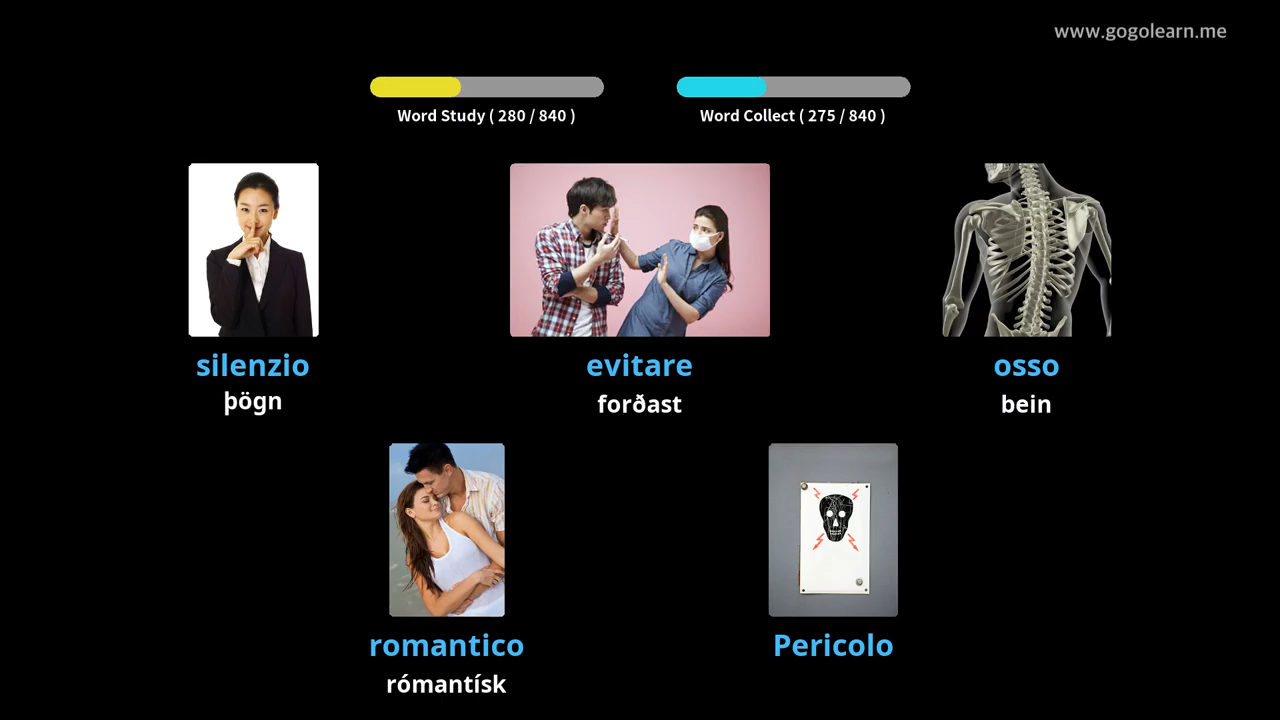 www.gogolearn.me
Word Study ( 280 / 840 )
Word Collect ( 275 / 840 )
silenzio
þögn
evitare
forðast
osso
bein
romantico
rómantísk
Pericolo